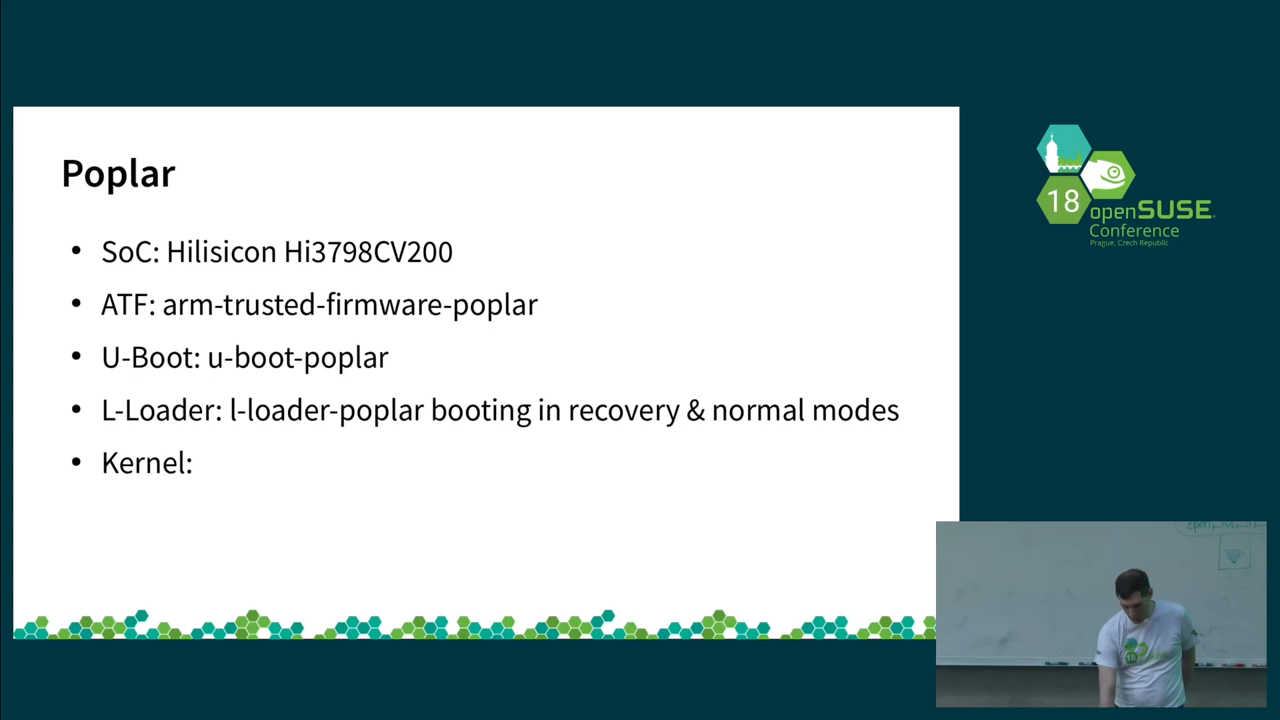 Poplar
• SoC: Hilisicon Hi3798CV200
• ATF: arm-trusted-firmware-poplar
• U-Boot: u-boot-poplar
• L-Loader: l-loader-poplar booting in recovery & normal modes
• Kernel:
18
openSUSE
Conference
Prague, Czech Republic
18